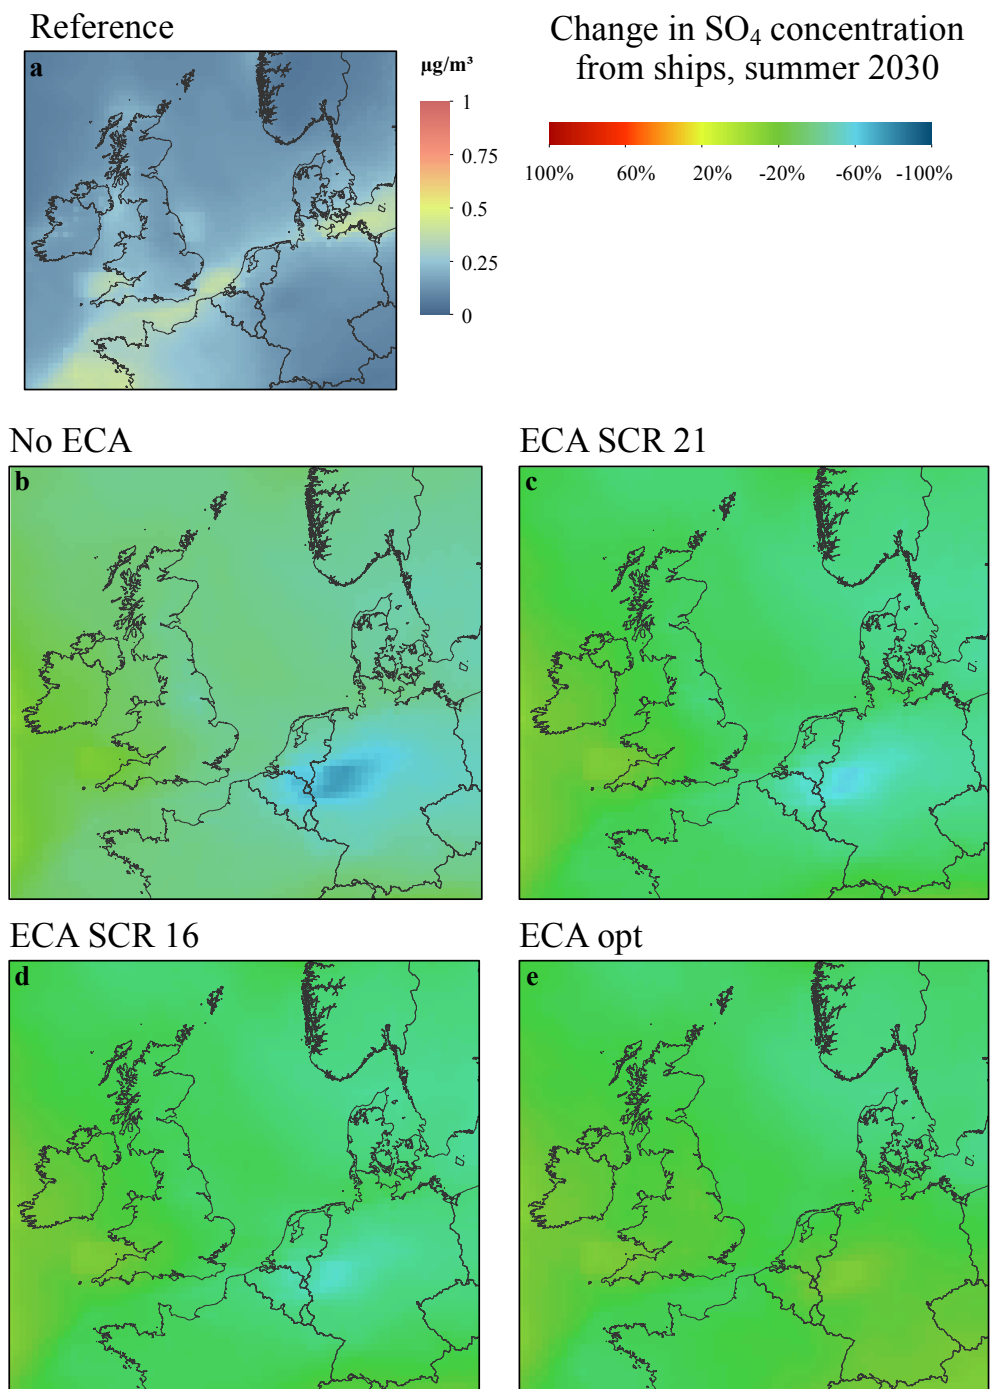 Reference
Change in SO₄ concentration
from ships, summer 2030
a
µg/m³
1
0.75
0.5
0.25
0
100% 60% 20% -20% -60% -100%
No ECA
ECA SCR 21
b
c
ECA SCR 16
ECA opt
d
e